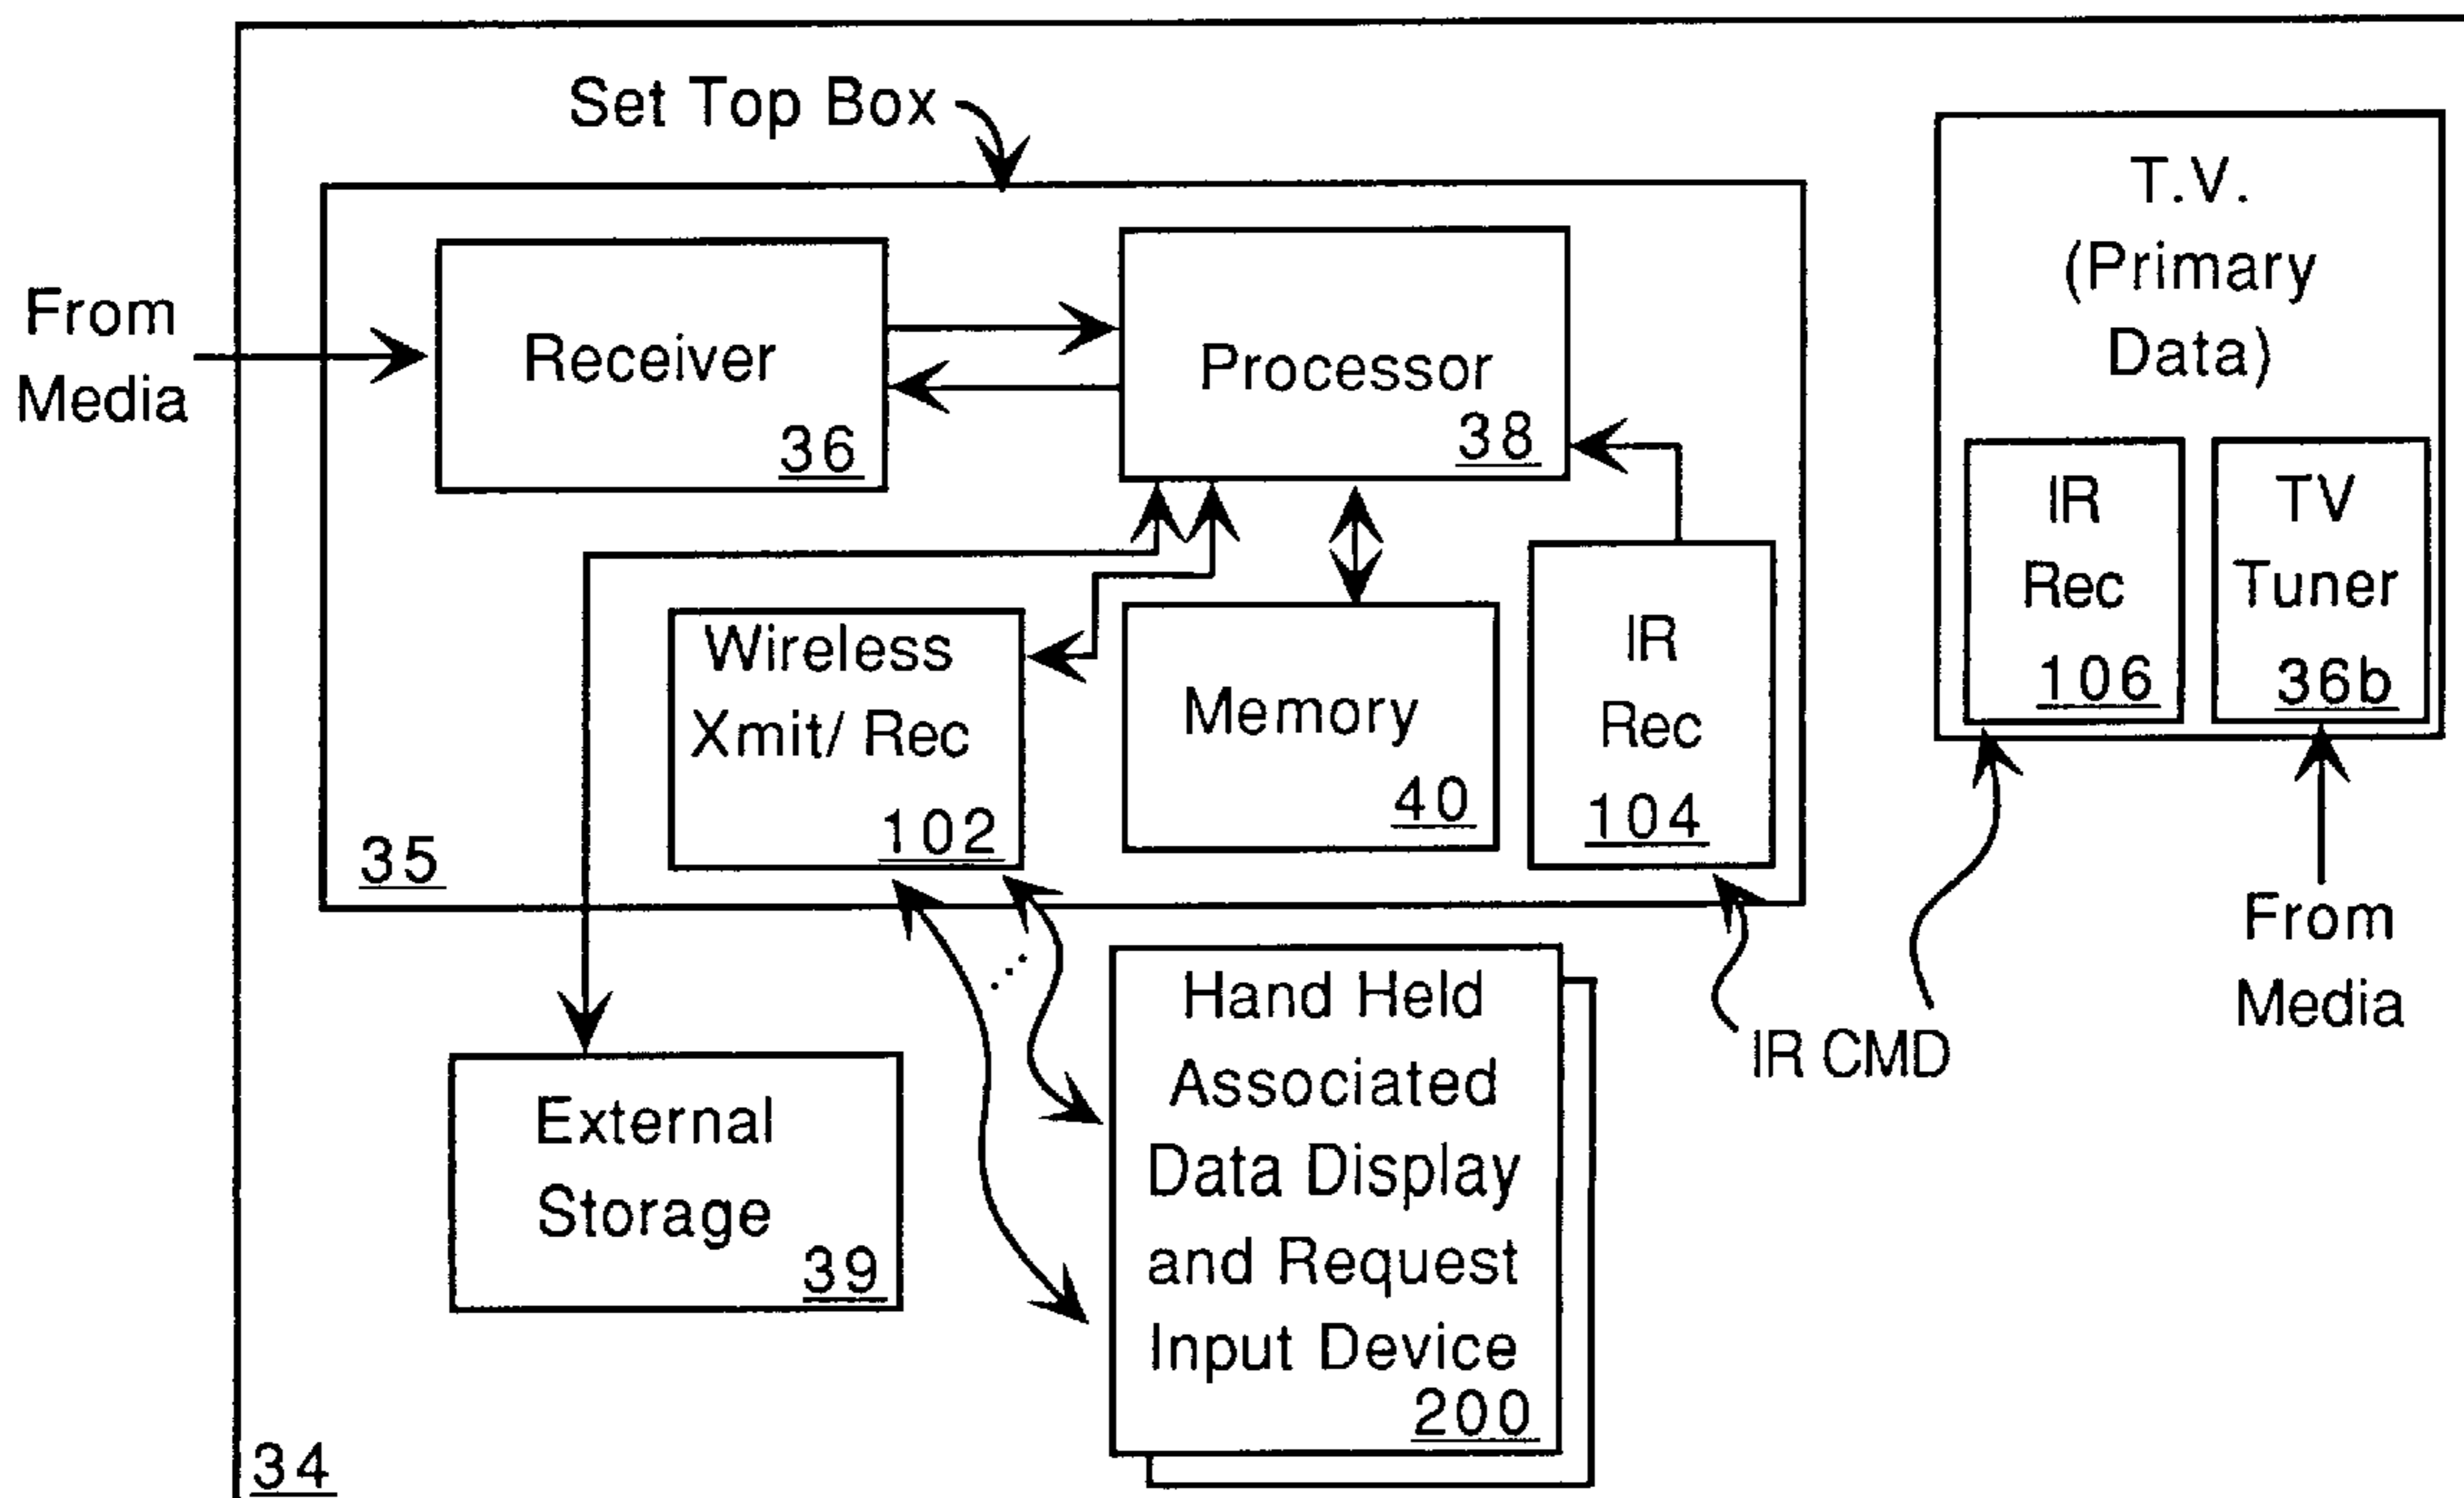 Set Top Box
From
Media
Receiver
36
Processor
38
T.V.
(Primary
Data)
IR
Rec
106
TV
Tuner
36b
Wireless
Xmit/ Rec
102
Memory
40
IR
Rec
104
35
From
Media
IR CMD
External
Storage
39
Hand Held
Associated
Data Display
and Request
Input Device
200
34